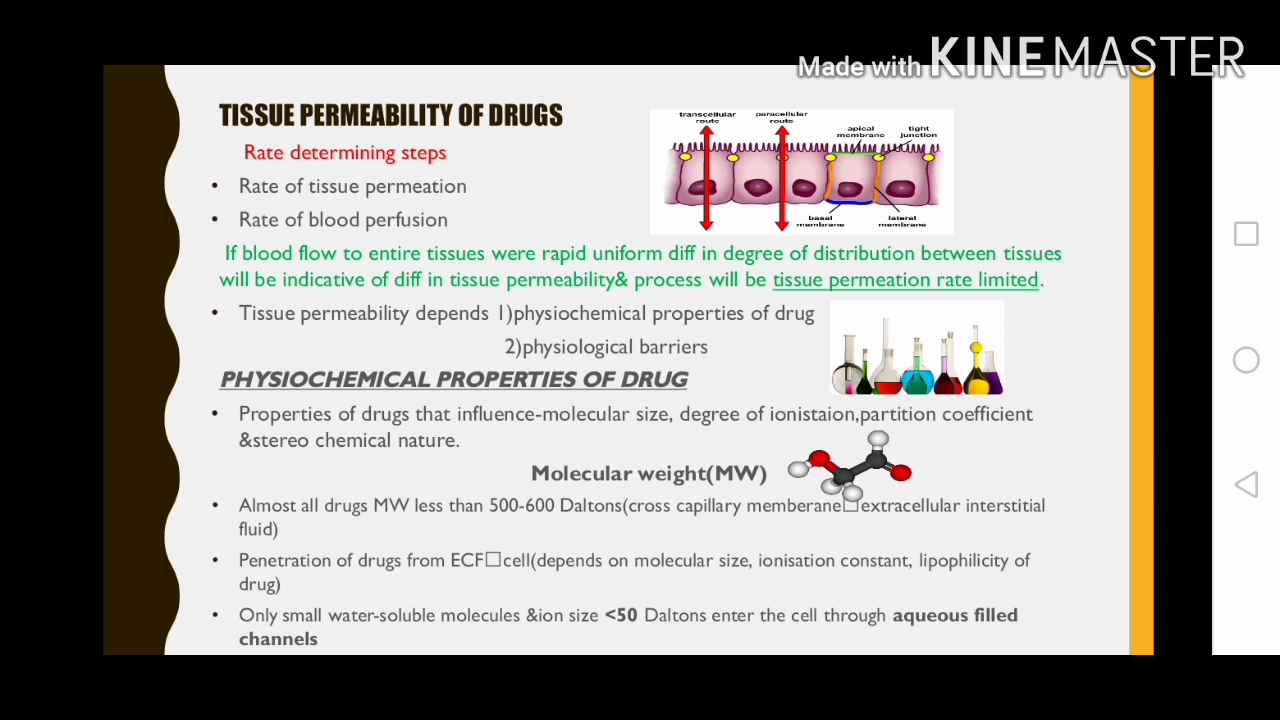 Made with KINEMASTER
TISSUE PERMEABILITY OF DRUGS
transcellular route
paracellular route
apical membrane
tight junction
basal membrane
lateral membrane
Rate determining steps
• Rate of tissue permeation
• Rate of blood perfusion
If blood flow to entire tissues were rapid uniform diff in degree of distribution between tissues
will be indicative of diff in tissue permeability& process will be tissue permeation rate limited.
• Tissue permeability depends 1)physiochemical properties of drug
2)physiological barriers
PHYSIOCHEMICAL PROPERTIES OF DRUG
• Properties of drugs that influence-molecular size, degree of ionistaion,partition coefficient
&stereo chemical nature.
Molecular weight(MW)
• Almost all drugs MW less than 500-600 Daltons(cross capillary memberane□extracellular interstitial
fluid)
• Penetration of drugs from ECF□cell(depends on molecular size, ionisation constant, lipophilicity of
drug)
• Only small water-soluble molecules &ion size <50 Daltons enter the cell through aqueous filled
channels